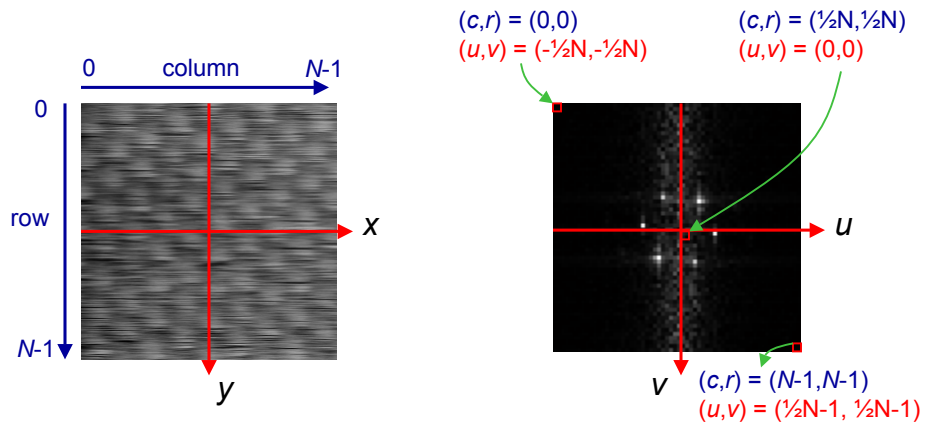 (c,r) = (0,0)
(u,v) = (-½N,-½N)
(c,r) = (½N,½N)
(u,v) = (0,0)
0 column N-1
0
row
N-1
x
y
u
v
(c,r) = (N-1,N-1)
(u,v) = (½N-1, ½N-1)